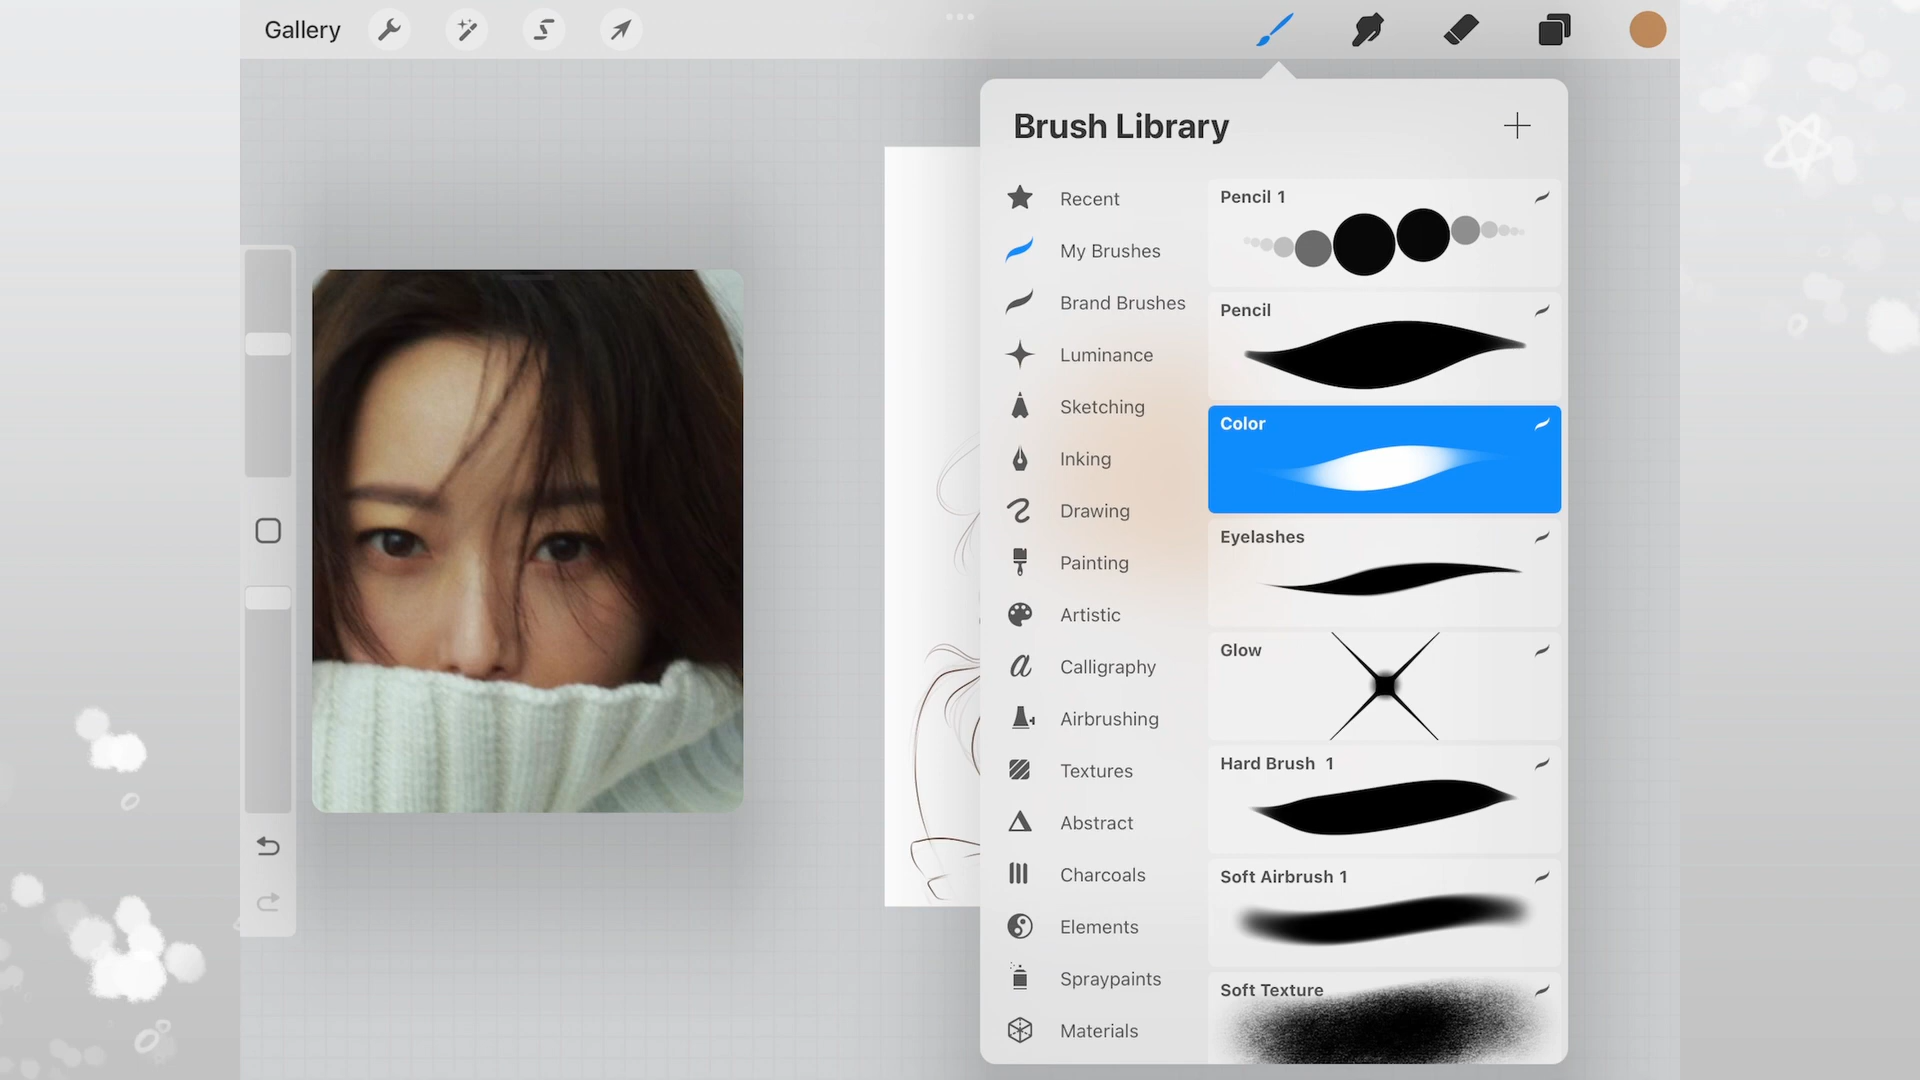 Gallery
Brush Library
Recent
My Brushes
Brand Brushes
Luminance
Sketching
Inking
Drawing
Painting
Artistic
Calligraphy
Airbrushing
Textures
Abstract
Charcoals
Elements
Spraypaints
Materials
Pencil 1
Pencil
Color
Eyelashes
Glow
Hard Brush 1
Soft Airbrush 1
Soft Texture